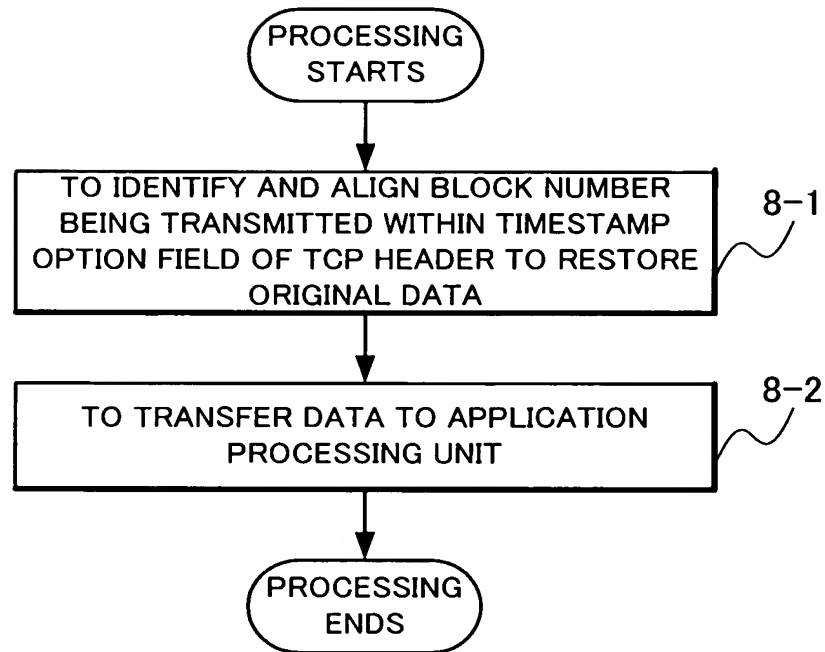 PROCESSING
STARTS
TO IDENTIFY AND ALIGN BLOCK NUMBER
BEING TRANSMITTED WITHIN TIMESTAMP
OPTION FIELD OF TCP HEADER TO RESTORE
ORIGINAL DATA
8-1
TO TRANSFER DATA TO APPLICATION
PROCESSING UNIT
8-2
PROCESSING
ENDS